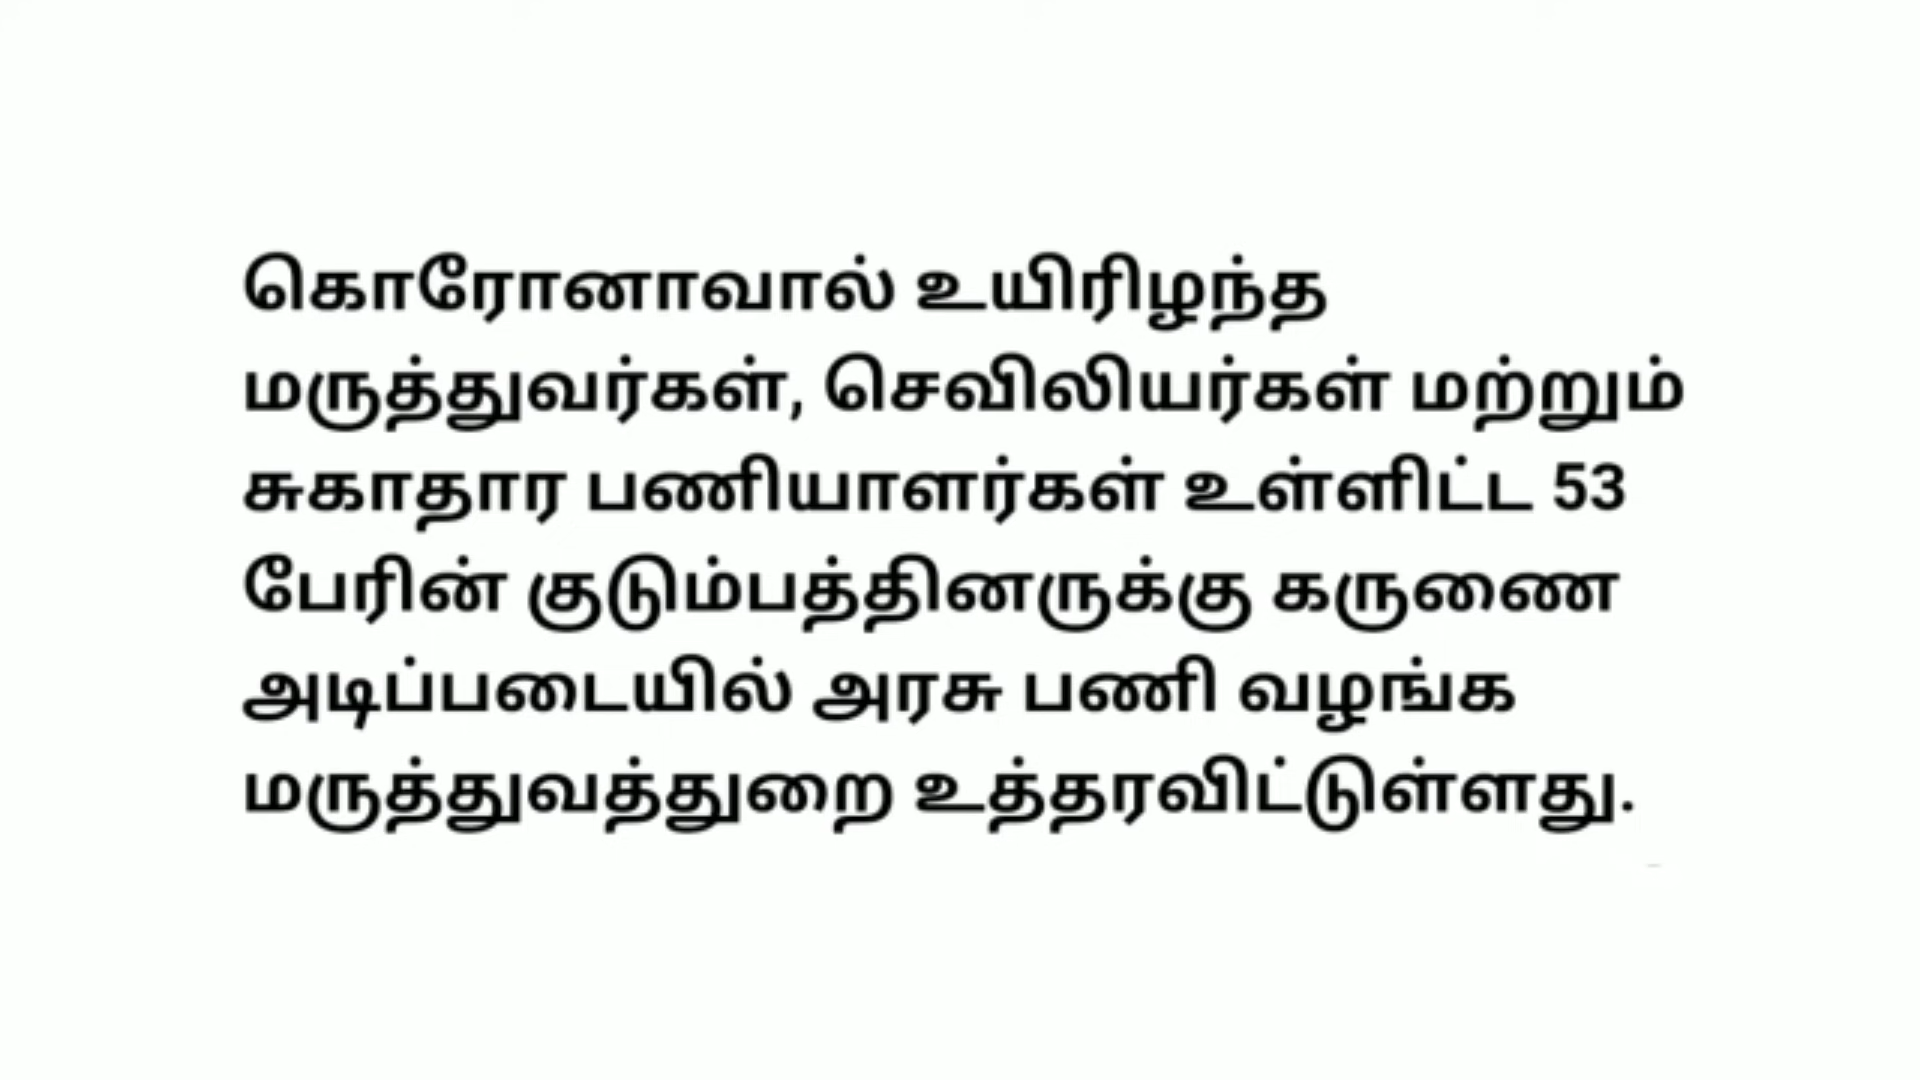 கொரோனாவால் உயிரிழந்த
மருத்துவர்கள், செவிலியர்கள் மற்றும்
சுகாதார பணியாளர்கள் உள்ளிட்ட 53
பேரின் குடும்பத்தினருக்கு கருணை
அடிப்படையில் அரசு பணி வழங்க
மருத்துவத்துறை உத்தரவிட்டுள்ளது.